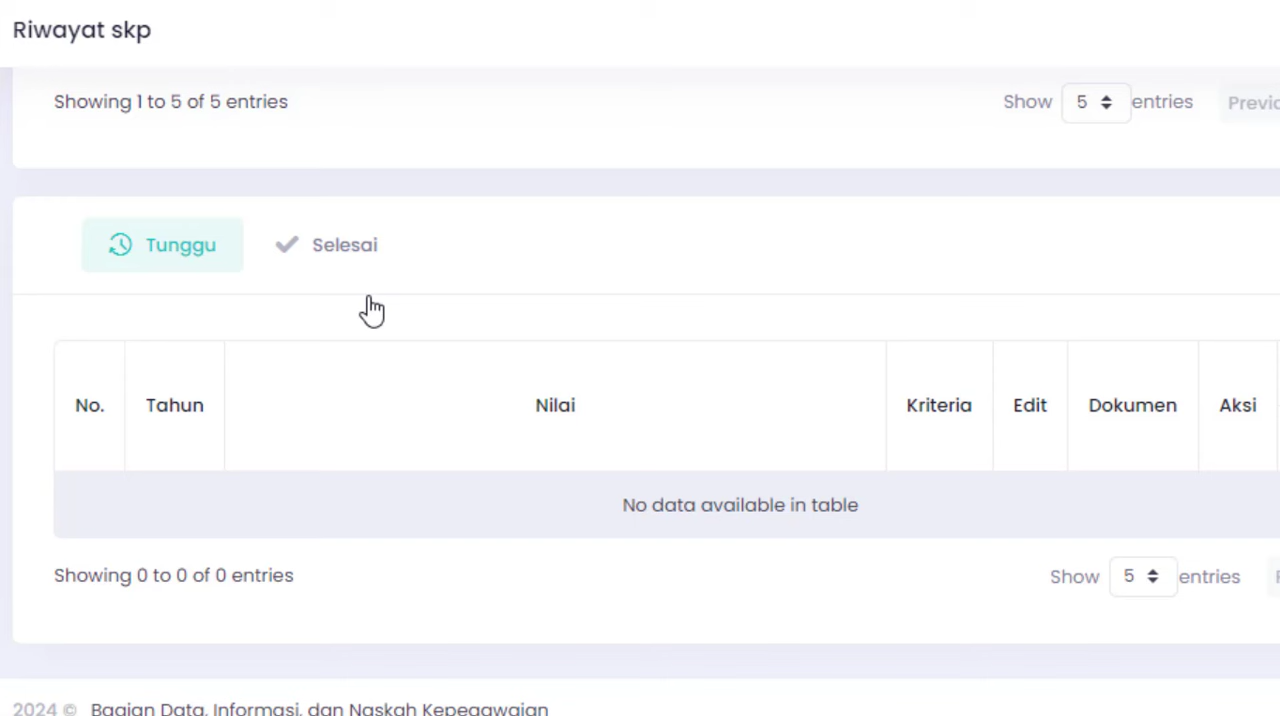 Riwayat skp
Showing 1 to 5 of 5 entries
Show 5 entries
Tunggu Selesai
No. Tahun Nilai Kriteria Edit Dokumen Aksi
No data available in table
Showing 0 to 0 of 0 entries
Show 5 entries
2024 © Bagian Data, Informasi, dan Naskah Kepegawaian